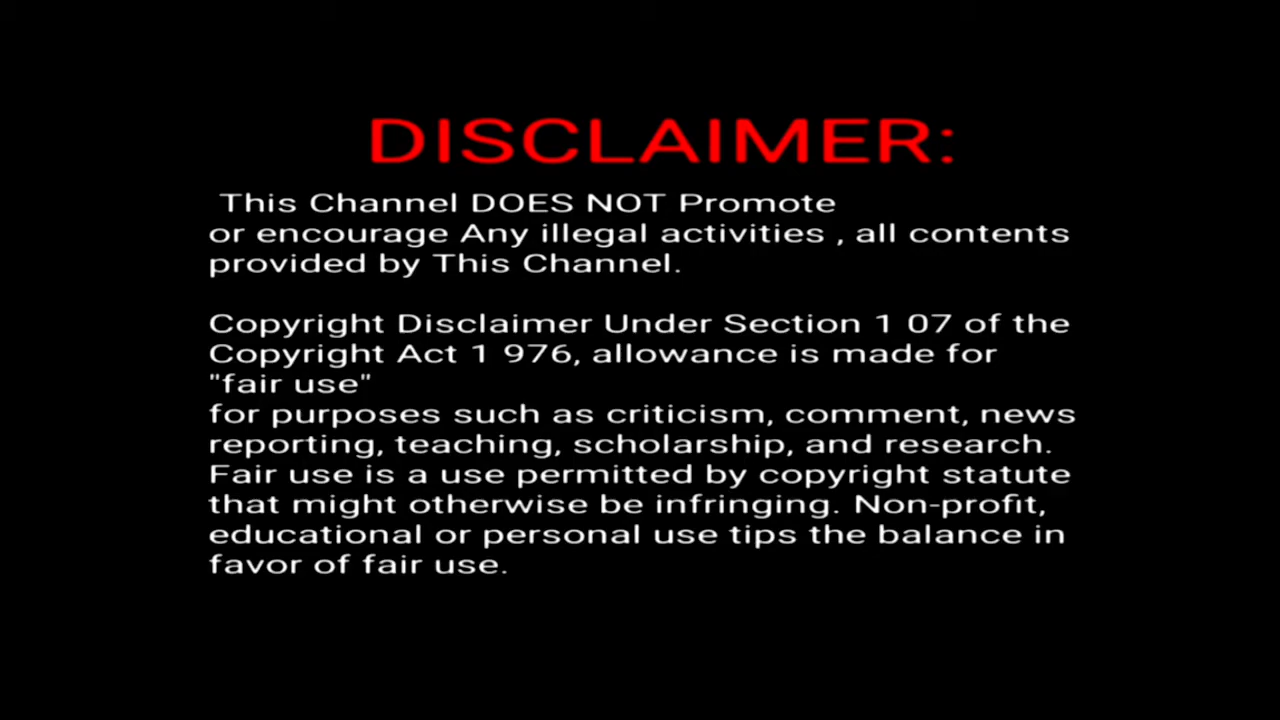 DISCLAIMER:
This Channel DOES NOT Promote
or encourage Any illegal activities , all contents
provided by This Channel.
Copyright Disclaimer Under Section 1 07 of the
Copyright Act 1 976, allowance is made for
"fair use"
for purposes such as criticism, comment, news
reporting, teaching, scholarship, and research.
Fair use is a use permitted by copyright statute
that might otherwise be infringing. Non-profit,
educational or personal use tips the balance in
favor of fair use.